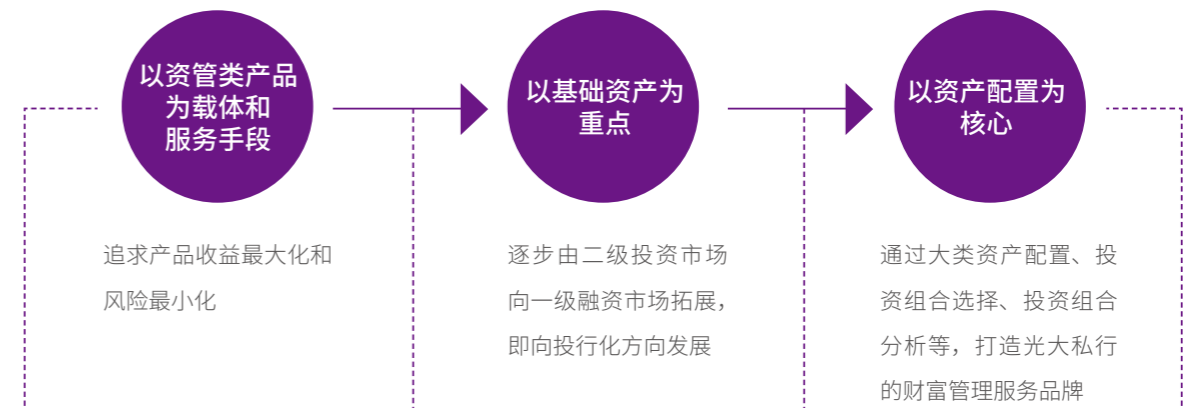 以资管类产品
为载体和
服务手段
追求产品收益最大化和
风险最小化
以基础资产为
重点
逐步由二级投资市场
向一级融资市场拓展，
即向投行化方向发展
以资产配置为
核心
通过大类资产配置、投
资组合选择、投资组合
分析等，打造光大私行
的财富管理服务品牌